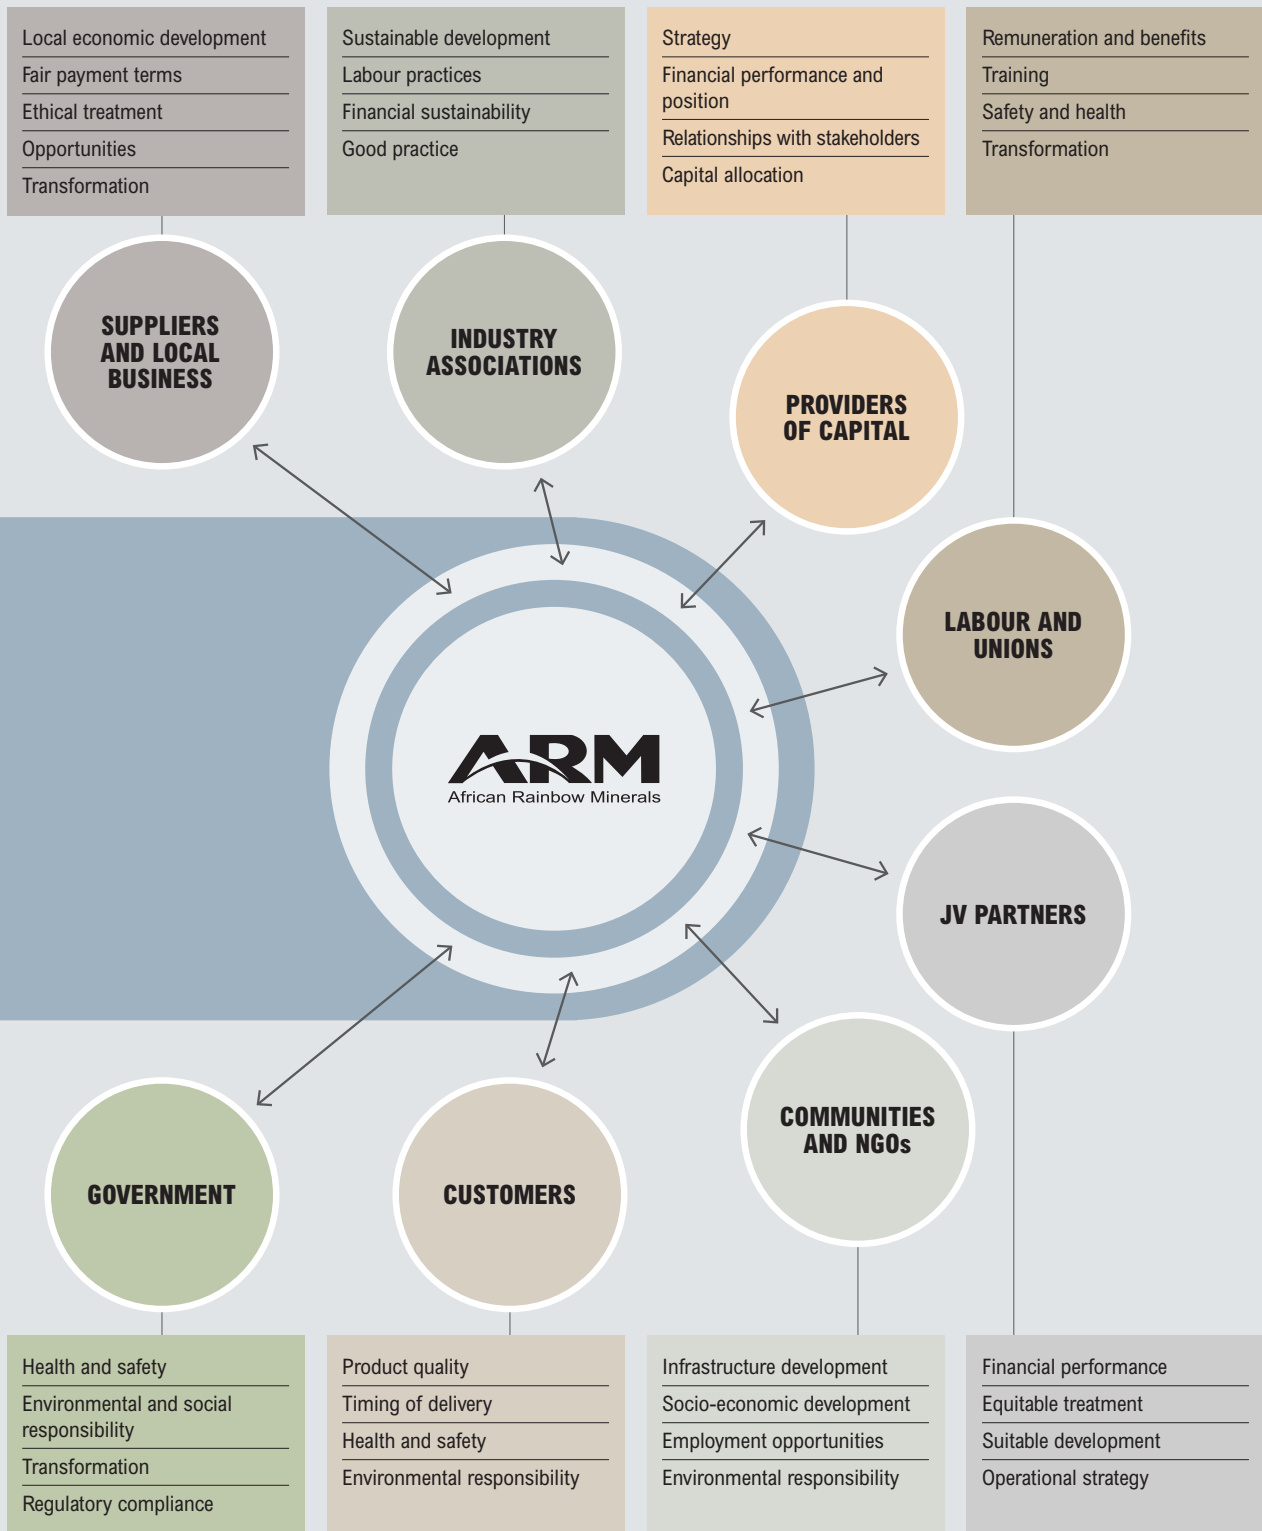 Local economic development
Fair payment terms
Ethical treatment
Opportunities
Transformation
Sustainable development
Labour practices
Financial sustainability
Good practice
Strategy
Financial performance and
position
Relationships with stakeholders
Capital allocation
Remuneration and benefits
Training
Safety and health
Transformation
SUPPLIERS
AND LOCAL
BUSINESS
INDUSTRY
ASSOCIATIONS
PROVIDERS
OF CAPITAL
LABOUR AND
UNIONS
ARM
African Rainbow Minerals
JV PARTNERS
COMMUNITIES
AND NGOs
GOVERNMENT
CUSTOMERS
Health and safety
Environmental and social
responsibility
Transformation
Regulatory compliance
Product quality
Timing of delivery
Health and safety
Environmental responsibility
Infrastructure development
Socio-economic development
Employment opportunities
Environmental responsibility
Financial performance
Equitable treatment
Suitable development
Operational strategy